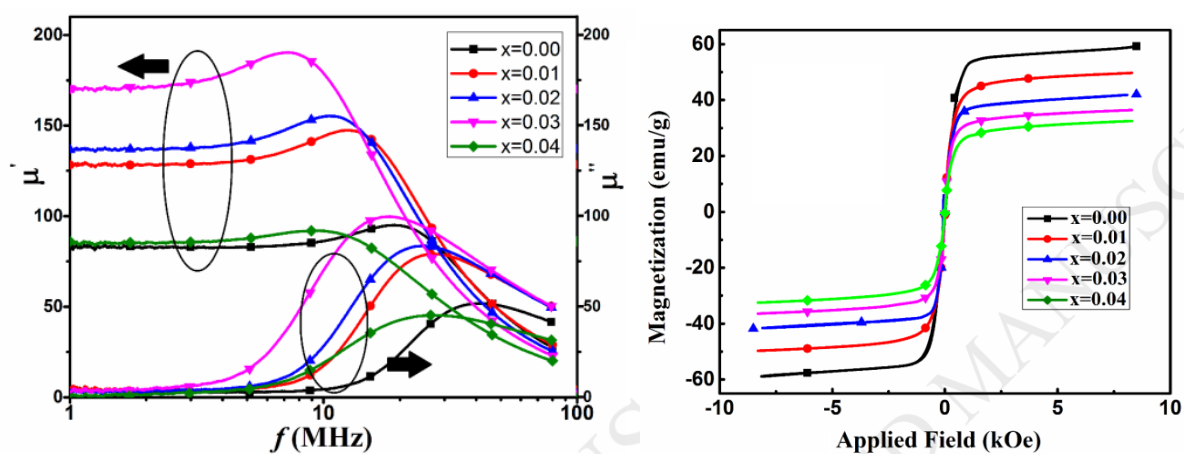 200
150
100
50
0
μ'
1
10
100
f (MHz)
200
150
100
50
0
μ"
x=0.00
x=0.01
x=0.02
x=0.03
x=0.04
60
40
20
0
-20
-40
-60
Magnetization (emu/g)
-10
-5
0
5
10
Applied Field (kOe)
x=0.00
x=0.01
x=0.02
x=0.03
x=0.04